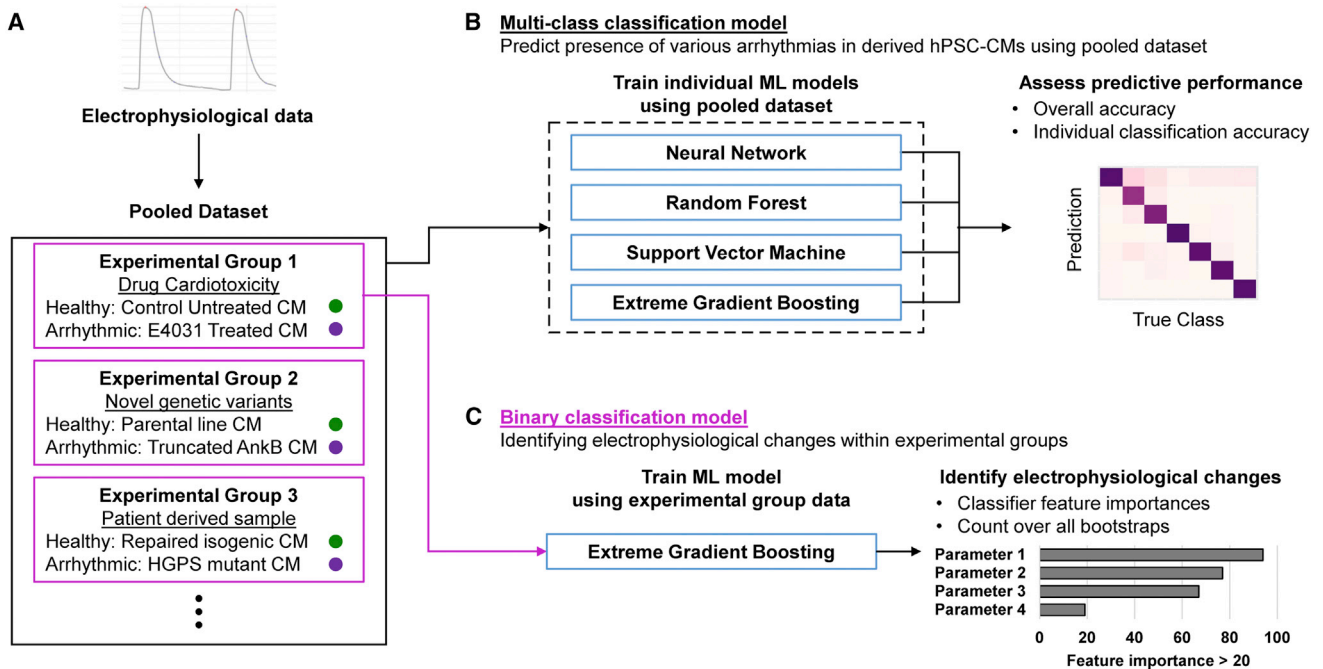 A
Electrophysiological data
Pooled Dataset
Experimental Group 1
Drug Cardiotoxicity
Healthy: Control Untreated CM
Arrhythmic: E4031 Treated CM
Experimental Group 2
Novel genetic variants
Healthy: Parental line CM
Arrhythmic: Truncated AnkB CM
Experimental Group 3
Patient derived sample
Healthy: Repaired isogenic CM
Arrhythmic: HGPS mutant CM
B Multi-class classification model
Predict presence of various arrhythmias in derived hPSC-CMs using pooled dataset
Train individual ML models
using pooled dataset
Neural Network
Random Forest
Support Vector Machine
Extreme Gradient Boosting
Assess predictive performance
• Overall accuracy
• Individual classification accuracy
Prediction
True Class
C Binary classification model
Identifying electrophysiological changes within experimental groups
Train ML model
using experimental group data
Extreme Gradient Boosting
Identify electrophysiological changes
• Classifier feature importances
• Count over all bootstraps
Parameter 1
Parameter 2
Parameter 3
Parameter 4
0 20 40 60 80 100
Feature importance > 20